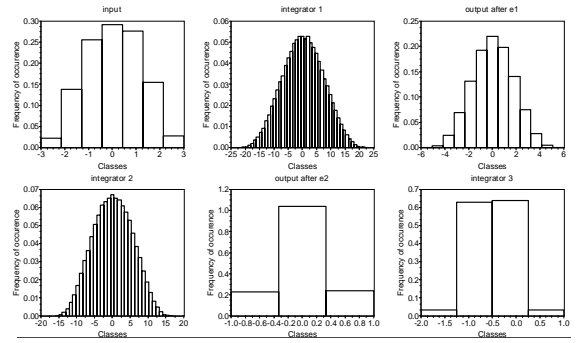 input
0.30
0.25
0.20
0.15
0.10
0.05
0.00
-3 -2 -1 0 1 2 3
Frequency of occurence
Classes
integrator 1
0.06
0.05
0.04
0.03
0.02
0.01
0.00
-25 -20 -15 -10 -5 0 5 10 15 20 25
Frequency of occurence
Classes
output after e1
0.25
0.20
0.15
0.10
0.05
0.00
-6 -4 -2 0 2 4 6
Frequency of occurence
Classes
integrator 2
0.07
0.06
0.05
0.04
0.03
0.02
0.01
0.00
-20 -15 -10 -5 0 5 10 15 20
Frequency of occurence
Classes
output after e2
1.2
1.0
0.8
0.6
0.4
0.2
0.0
-1.0 -0.8 -0.6 -0.4 -0.2 0.0 0.2 0.4 0.6 0.8 1.0
Frequency of occurence
Classes
integrator 3
0.7
0.6
0.5
0.4
0.3
0.2
0.1
0.0
-2.0 -1.5 -1.0 -0.5 0.0 0.5 1.0
Frequency of occurence
Classes